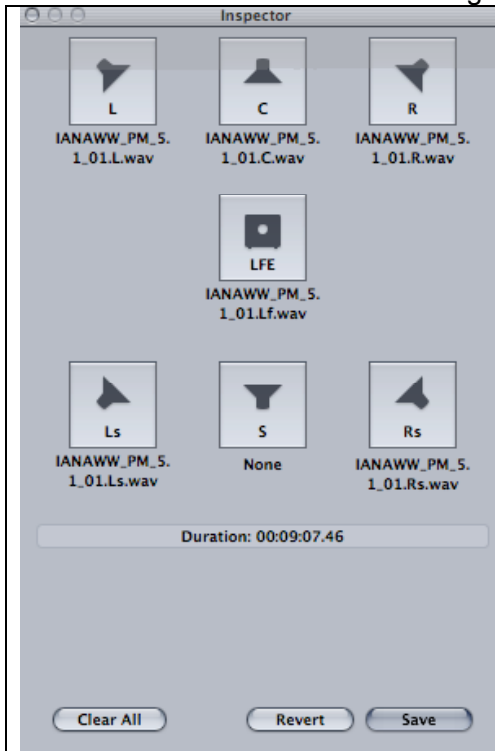 Inspector
L
C
R
IANAWW_PM_5.
1_01.L.wav
IANAWW_PM_5.
1_01.C.wav
IANAWW_PM_5.
1_01.R.wav
LFE
IANAWW_PM_5.
1_01.Lf.wav
Ls
S
Rs
IANAWW_PM_5.
1_01.Ls.wav
None
IANAWW_PM_5.
1_01.Rs.wav
Duration: 00:09:07.46
Clear All
Revert
Save